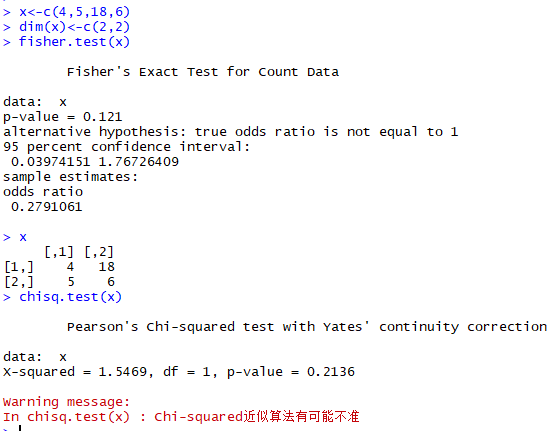 > x<-c(4,5,18,6)
> dim(x)<-c(2,2)
> fisher.test(x)
Fisher's Exact Test for Count Data
data:  x
p-value = 0.121
alternative hypothesis: true odds ratio is not equal to 1
95 percent confidence interval:
0.03974151 1.76726409
sample estimates:
odds ratio
0.2791061
> x
[,1] [,2]
[1,]    4   18
[2,]    5    6
> chisq.test(x)
Pearson's Chi-squared test with Yates' continuity correction
data:  x
X-squared = 1.5469, df = 1, p-value = 0.2136
Warning message:
In chisq.test(x) : Chi-squared近似算法有可能不准
>